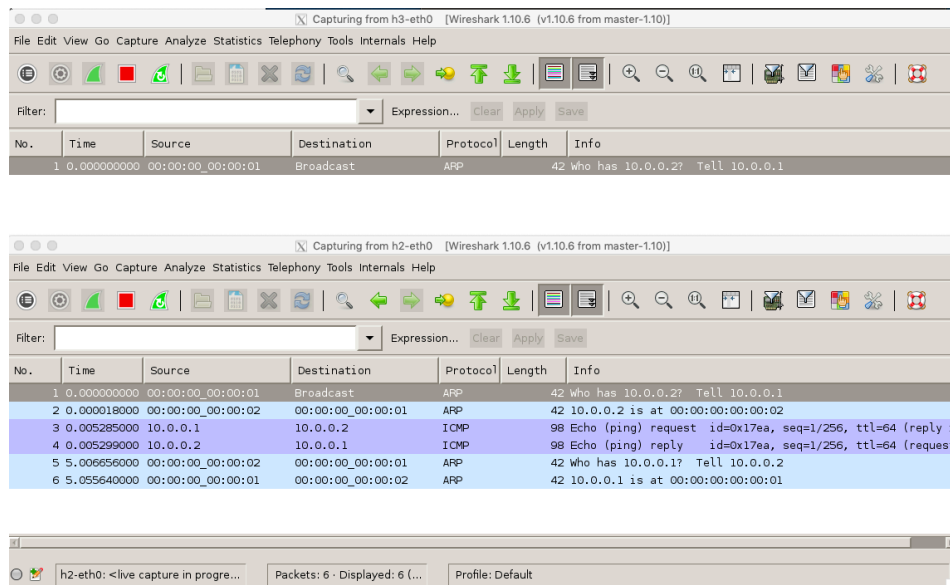 Capturing from h3-eth0 [Wireshark 1.10.6 (v1.10.6 from master-1.10)]
File Edit View Go Capture Analyze Statistics Telephony Tools Internals Help
Filter: Expression... Clear Apply Save
No. Time Source Destination Protocol Length Info
1 0.000000000 00:00:00_00:00:01 Broadcast ARP 42 Who has 10.0.0.2? Tell 10.0.0.1
Capturing from h2-eth0 [Wireshark 1.10.6 (v1.10.6 from master-1.10)]
File Edit View Go Capture Analyze Statistics Telephony Tools Internals Help
Filter: Expression... Clear Apply Save
No. Time Source Destination Protocol Length Info
1 0.000000000 00:00:00_00:00:01 Broadcast ARP 42 Who has 10.0.0.2? Tell 10.0.0.1
2 0.000018000 00:00:00_00:00:02 00:00:00_00:00:01 ARP 42 10.0.0.2 is at 00:00:00:00:00:02
3 0.005285000 10.0.0.1 10.0.0.2 ICMP 98 Echo (ping) request id=0x17ea, seq=1/256, ttl=64 (reply
4 0.005299000 10.0.0.2 10.0.0.1 ICMP 98 Echo (ping) reply id=0x17ea, seq=1/256, ttl=64 (reques
5 5.006656000 00:00:00_00:00:02 00:00:00_00:00:01 ARP 42 Who has 10.0.0.1? Tell 10.0.0.2
6 5.055640000 00:00:00_00:00:01 00:00:00_00:00:02 ARP 42 10.0.0.1 is at 00:00:00:00:00:01
h2-eth0: <live capture in progre... Packets: 6 · Displayed: 6 (... Profile: Default